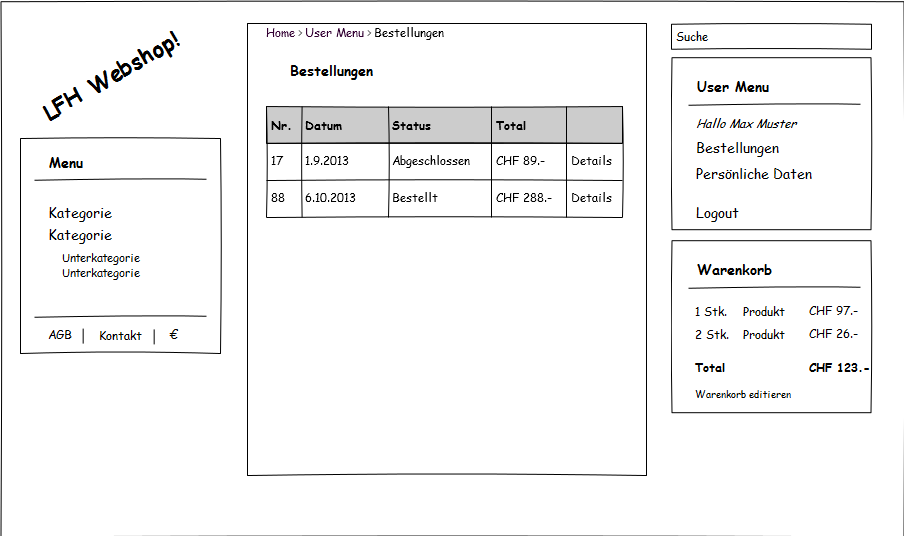 LFH Webshop!
Menu
Kategorie
Kategorie
Unterkategorie
Unterkategorie
AGB | Kontakt | €
Home > User Menu > Bestellungen
Bestellungen
Nr. Datum Status Total
17 1.9.2013 Abgeschlossen CHF 89.- Details
88 6.10.2013 Bestellt CHF 288.- Details
Suche
User Menu
Hallo Max Muster
Bestellungen
Persönliche Daten
Logout
Warenkorb
1 Stk. Produkt CHF 97.-
2 Stk. Produkt CHF 26.-
Total CHF 123.-
Warenkorb editieren